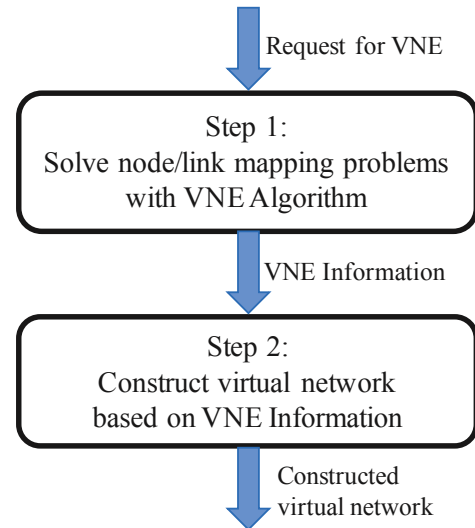 Request for VNE
Step 1:
Solve node/link mapping problems
with VNE Algorithm
VNE Information
Step 2:
Construct virtual network
based on VNE Information
Constructed
virtual network